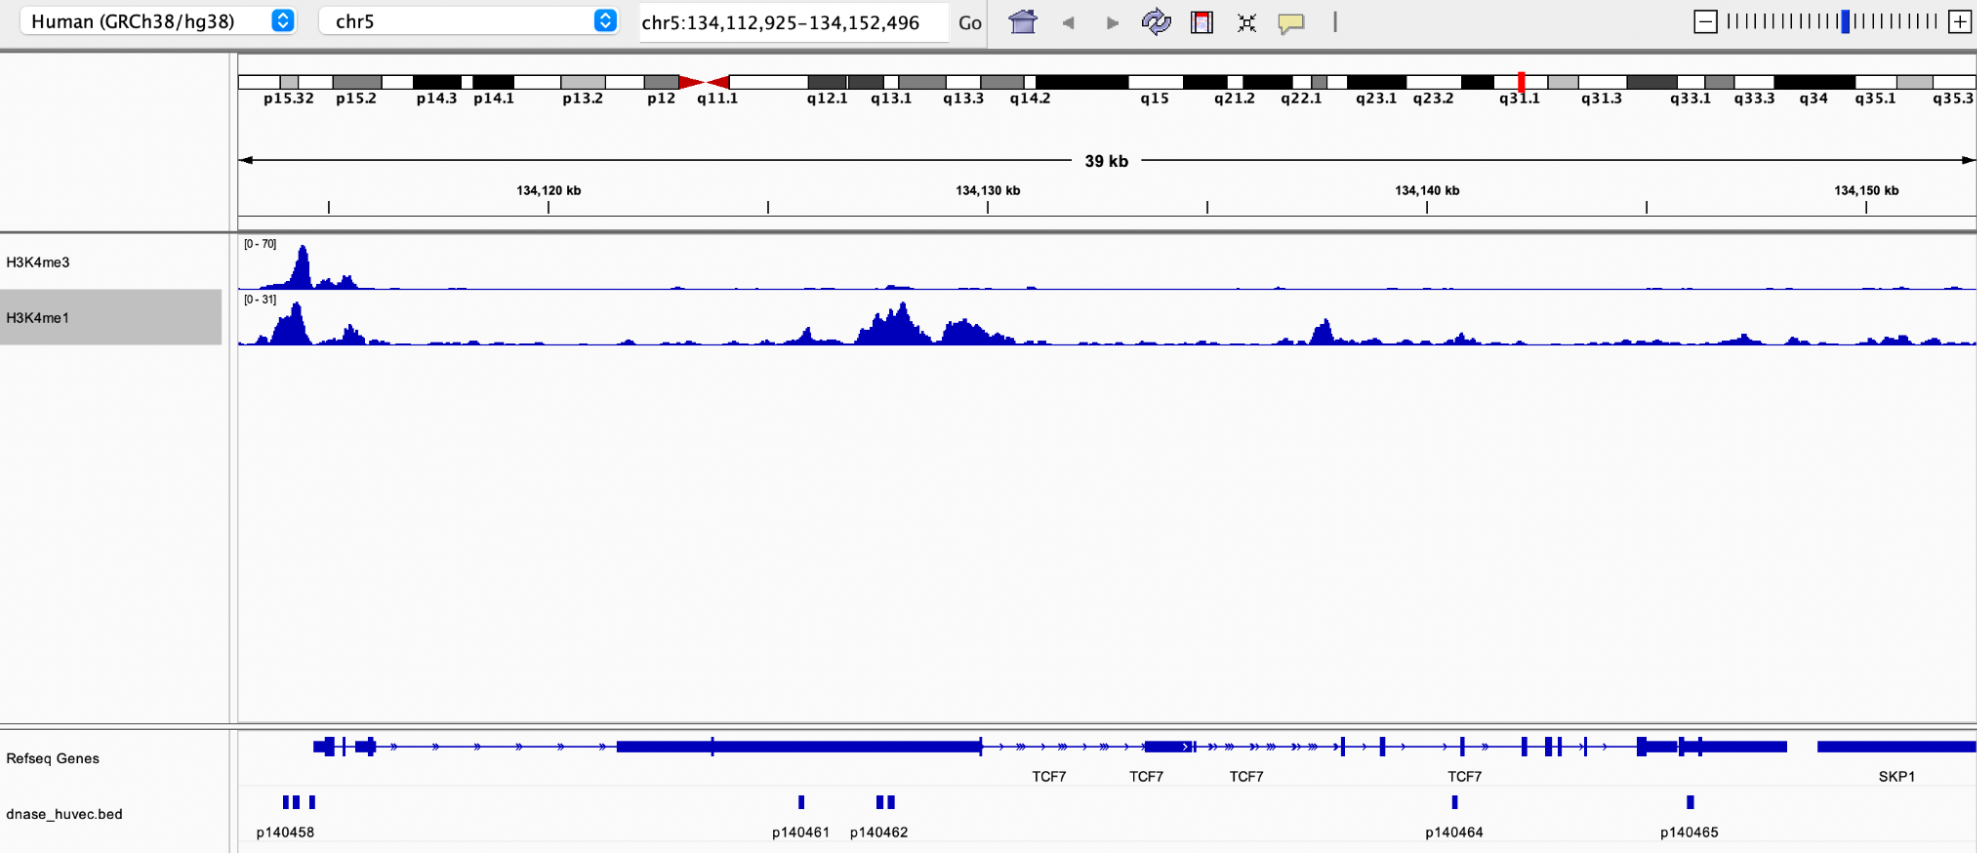 Human (GRCh38/hg38) chr5 chr5:134,112,925-134,152,496 Go
p15.32 p15.2 p14.3 p14.1 p13.2 p12 q11.1 q12.1 q13.1 q13.3 q14.2 q15 q21.2 q22.1 q23.1 q23.2 q31.1 q31.3 q33.1 q33.3 q34 q35.1 q35.3
39 kb
134,120 kb 134,130 kb 134,140 kb 134,150 kb
[0 - 70]
H3K4me3
[0 - 31]
H3K4me1
Refseq Genes
TCF7 TCF7 TCF7 TCF7 SKP1
dnase_huvec.bed
p140458 p140461 p140462 p140464 p140465